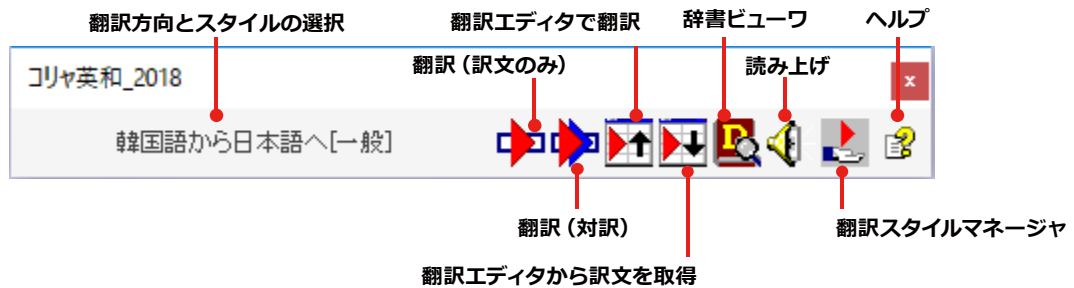 翻訳方向とスタイルの選択
翻訳エディタで翻訳
辞書ビューワ
ヘルプ
翻訳（訳文のみ）
読み上げ
コリャ英和_2018
x
韓国語から日本語へ[一般]
D
?
翻訳（対訳）
翻訳スタイルマネージャ
翻訳エディタから訳文を取得